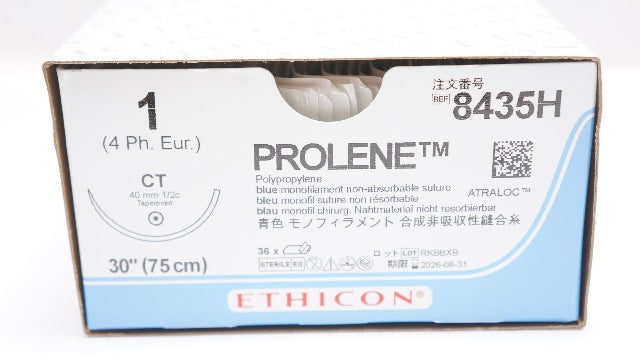 1
(4 Ph. Eur.)
CT
40 mm 1/2c
Taperpoint
30" (75 cm)
注文番号
REF 8435H
PROLENE™
Polypropylene
blue monofilament non-absorbable suture
bleu monofil suture non résorbable
blau monofil chirurg. Nahtmaterial nicht resorbierbar
青色 モノフィラメント 合成非吸収性縫合糸
ATRALOC™
36 x
STERILE EO
ロット LOT RKBBXB
期限 2026-08-31
ETHICON®